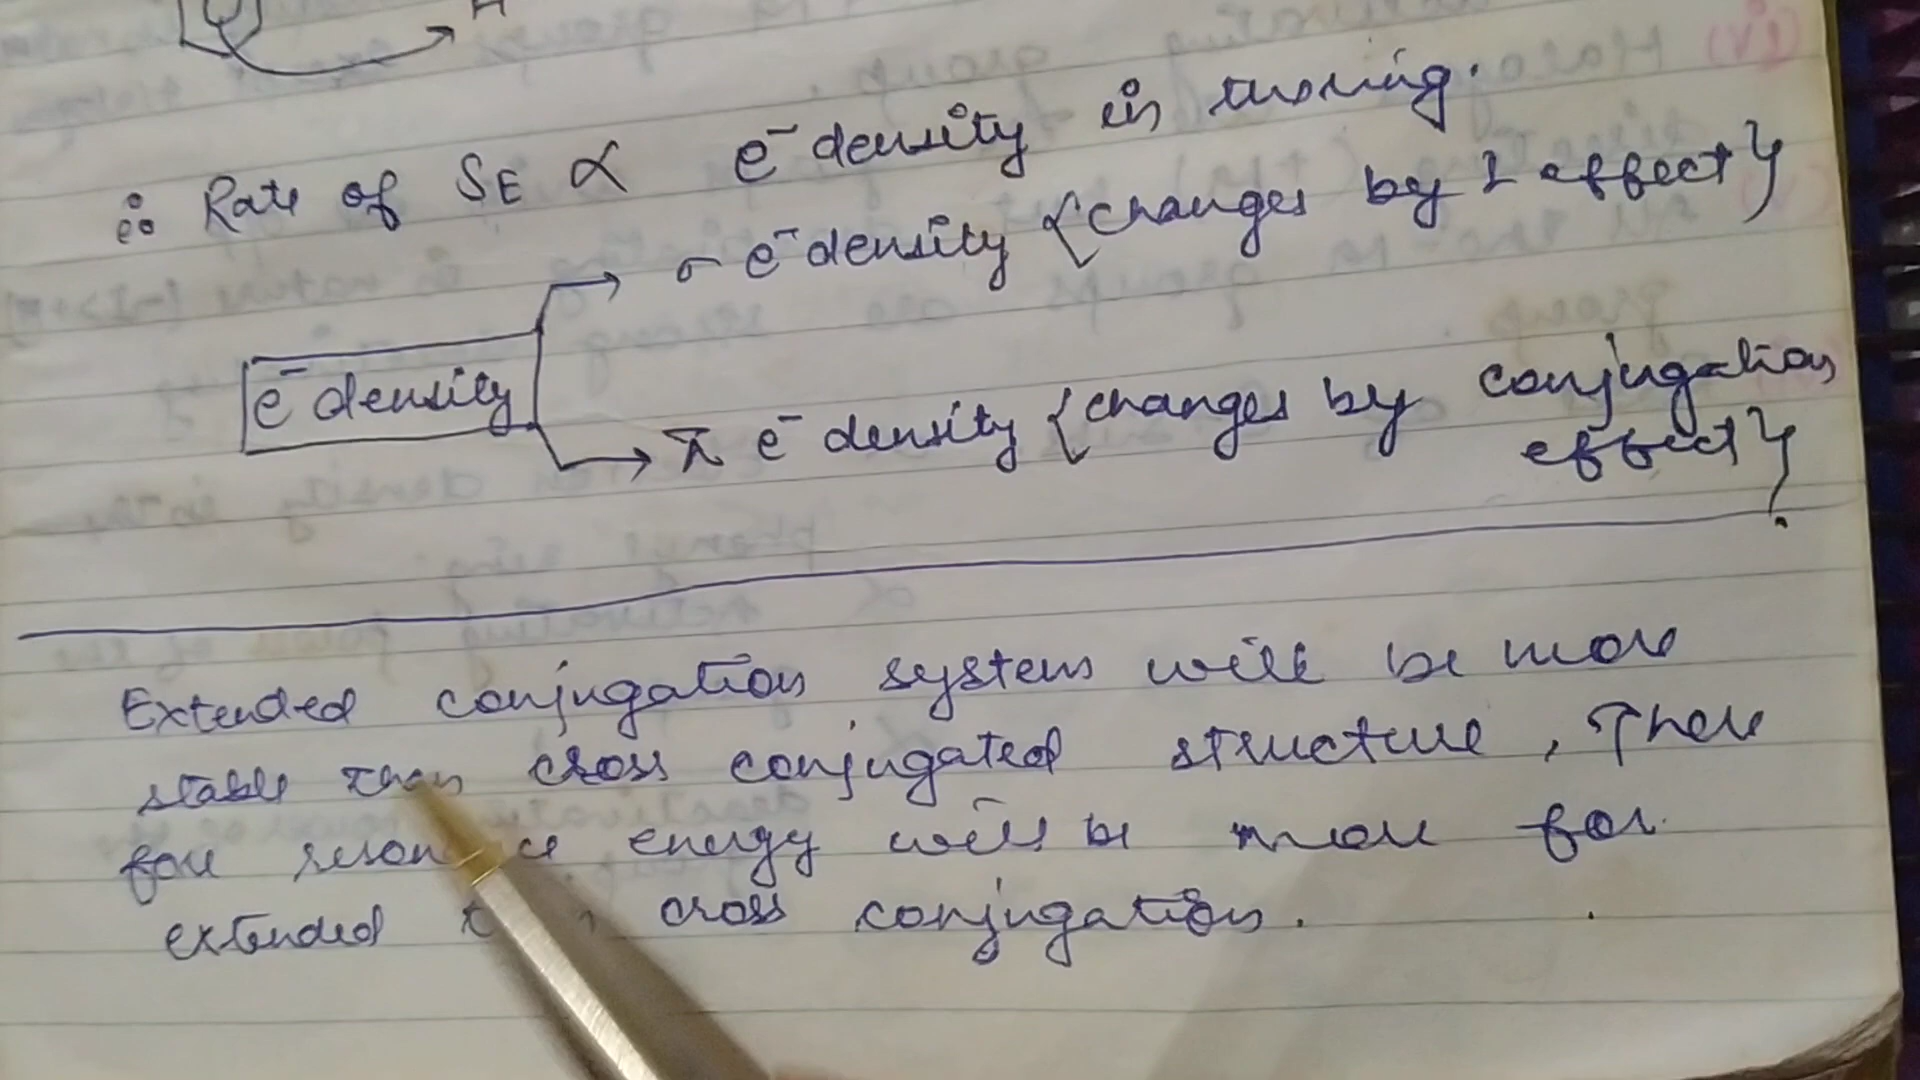 H
∴ Rate of SE ∝ e⁻ density in the ring.
σ e⁻ density {changes by I effect}
e⁻ density
π e⁻ density {changes by conjugation
effect}
Extended conjugation system will be more
stable than cross conjugated structure, There
fore resonance energy will be more for
extended cross conjugation.